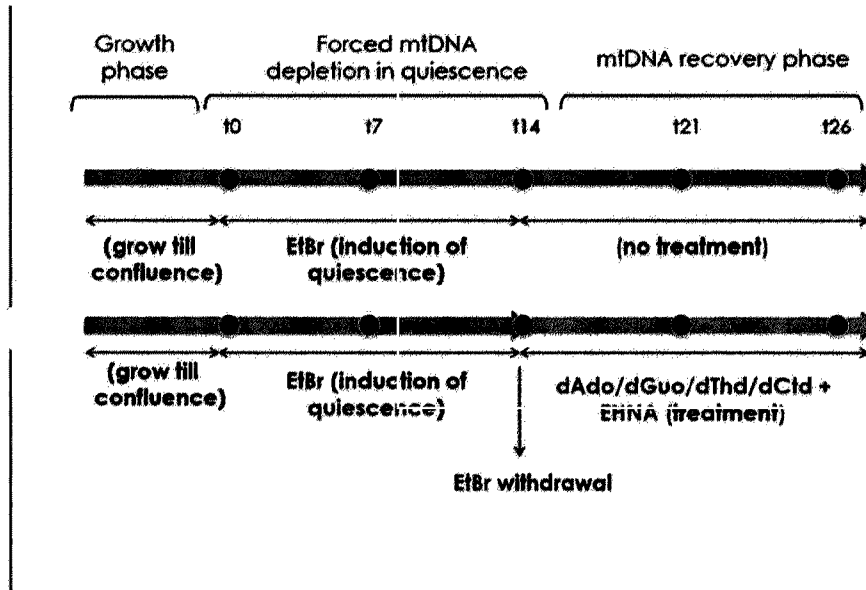 Growth
phase
Forced mtDNA
depletion in quiescence
mtDNA recovery phase
t0
t7
t14
t21
t26
(grow till
confluence)
EtBr (induction of
quiescence)
(no treatment)
(grow till
confluence)
EtBr (induction of
quiescence)
dAdo/dGuo/dThd/dCtd +
EHNA (treatment)
EtBr withdrawal